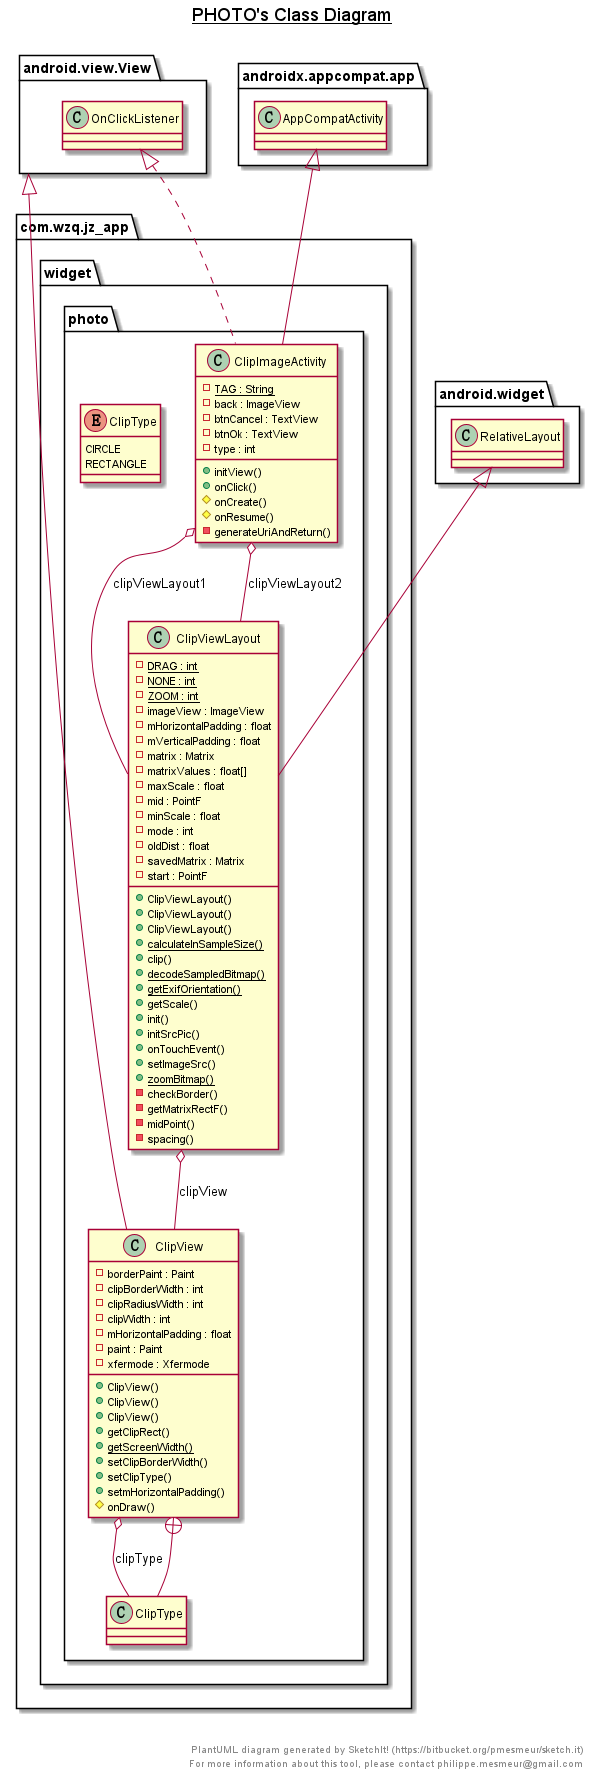 PHOTO's Class Diagram
android.view.View
androidx.appcompat.app
C OnClickListener
C AppCompatActivity
com.wzq.jz_app
widget
photo
C ClipImageActivity
TAG : String
back : ImageView
btnCancel : TextView
btnOk : TextView
type : int
initView()
onClick()
onCreate()
onResume()
generateUriAndReturn()
E ClipType
CIRCLE
RECTANGLE
android.widget
C RelativeLayout
clipViewLayout1
clipViewLayout2
C ClipViewLayout
DRAG : int
NONE : int
ZOOM : int
imageView : ImageView
mHorizontalPadding : float
mVerticalPadding : float
matrix : Matrix
matrixValues : float[]
maxScale : float
mid : PointF
minScale : float
mode : int
oldDist : float
savedMatrix : Matrix
start : PointF
ClipViewLayout()
ClipViewLayout()
ClipViewLayout()
calculateInSampleSize()
clip()
decodeSampledBitmap()
getExifOrientation()
getScale()
init()
initSrcPic()
onTouchEvent()
setImageSrc()
zoomBitmap()
checkBorder()
getMatrixRectF()
midPoint()
spacing()
clipView
C ClipView
borderPaint : Paint
clipBorderWidth : int
clipRadiusWidth : int
clipWidth : int
mHorizontalPadding : float
paint : Paint
xfermode : Xfermode
ClipView()
ClipView()
ClipView()
getClipRect()
getScreenWidth()
setClipBorderWidth()
setClipType()
setmHorizontalPadding()
onDraw()
clipType
C ClipType
PlantUML diagram generated by SketchIt! (https://bitbucket.org/pmesmeur/sketch.it)
For more information about this tool, please contact philippe.mesmeur@gmail.com